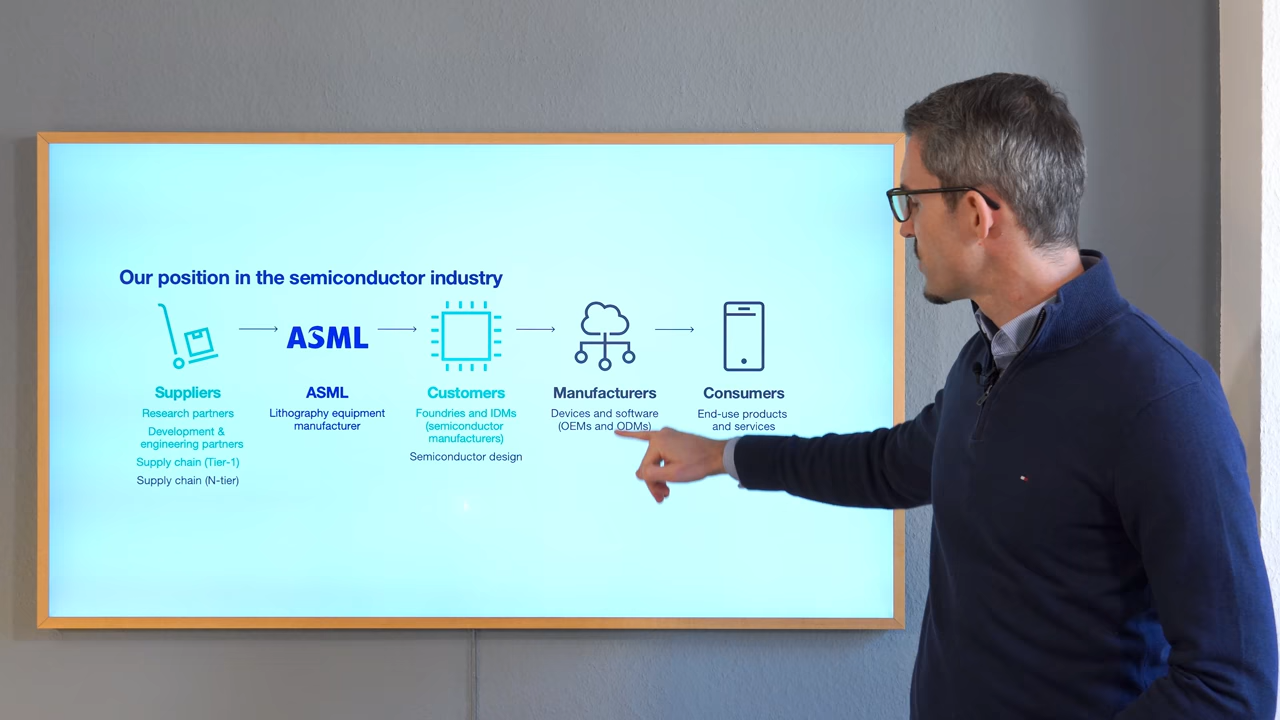 Our position in the semiconductor industry
ASML
Suppliers
Research partners
Development &
engineering partners
Supply chain (Tier-1)
Supply chain (N-tier)
ASML
Lithography equipment
manufacturer
Customers
Foundries and IDMs
(semiconductor
manufacturers)
Semiconductor design
Manufacturers
Devices and software
(OEMs and ODMs)
Consumers
End-use products
and services